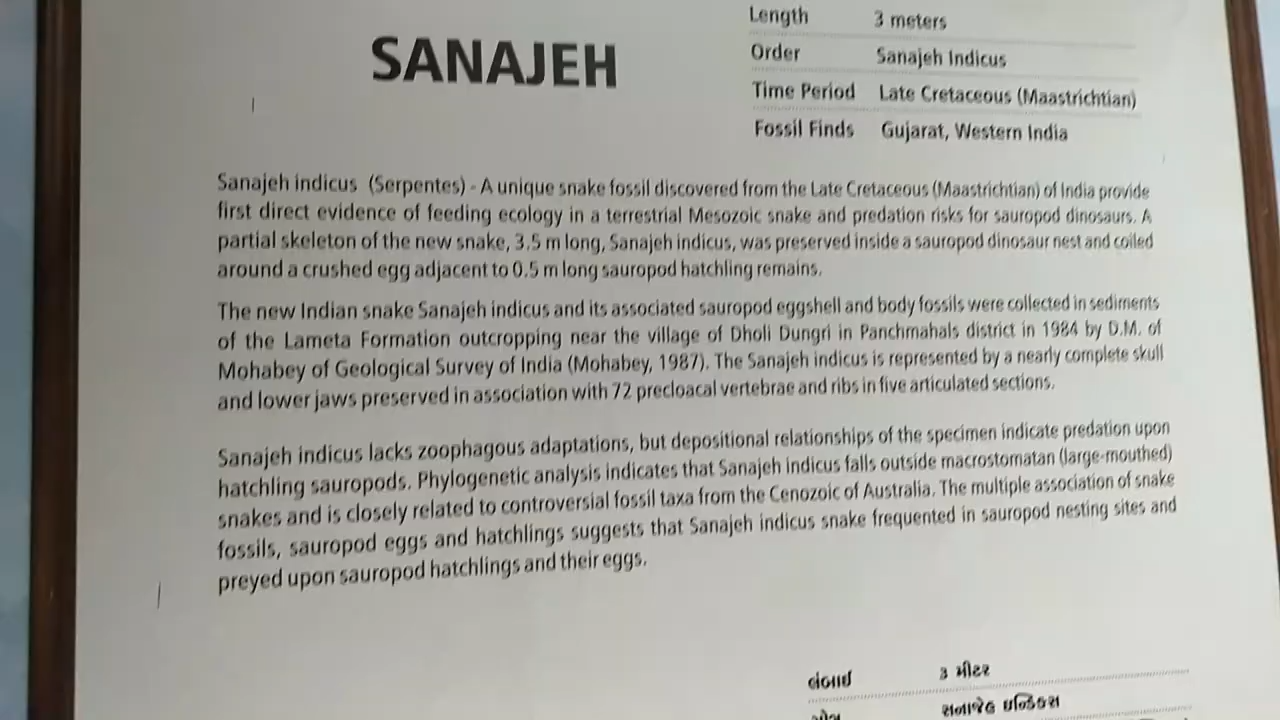 SANAJEH
Length 3 meters
Order Sanajeh Indicus
Time Period Late Cretaceous (Maastrichtian)
Fossil Finds Gujarat, Western India
Sanajeh indicus (Serpentes) - A unique snake fossil discovered from the Late Cretaceous (Maastrichtian) of India provide
first direct evidence of feeding ecology in a terrestrial Mesozoic snake and predation risks for sauropod dinosaurs. A
partial skeleton of the new snake, 3.5 m long, Sanajeh indicus, was preserved inside a sauropod dinosaur nest and coiled
around a crushed egg adjacent to 0.5 m long sauropod hatchling remains.
The new Indian snake Sanajeh indicus and its associated sauropod eggshell and body fossils were collected in sediments
of the Lameta Formation outcropping near the village of Dholi Dungri in Panchmahals district in 1984 by D.M. of
Mohabey of Geological Survey of India (Mohabey, 1987). The Sanajeh indicus is represented by a nearly complete skull
and lower jaws preserved in association with 72 precloacal vertebrae and ribs in five articulated sections.
Sanajeh indicus lacks zoophagous adaptations, but depositional relationships of the specimen indicate predation upon
hatchling sauropods. Phylogenetic analysis indicates that Sanajeh indicus falls outside macrostomatan (large-mouthed)
snakes and is closely related to controversial fossil taxa from the Cenozoic of Australia. The multiple association of snake
fossils, sauropod eggs and hatchlings suggests that Sanajeh indicus snake frequented in sauropod nesting sites and
preyed upon sauropod hatchlings and their eggs.
લંબાઈ 3 મીટર
સનાજેહ ઇન્ડિકસ